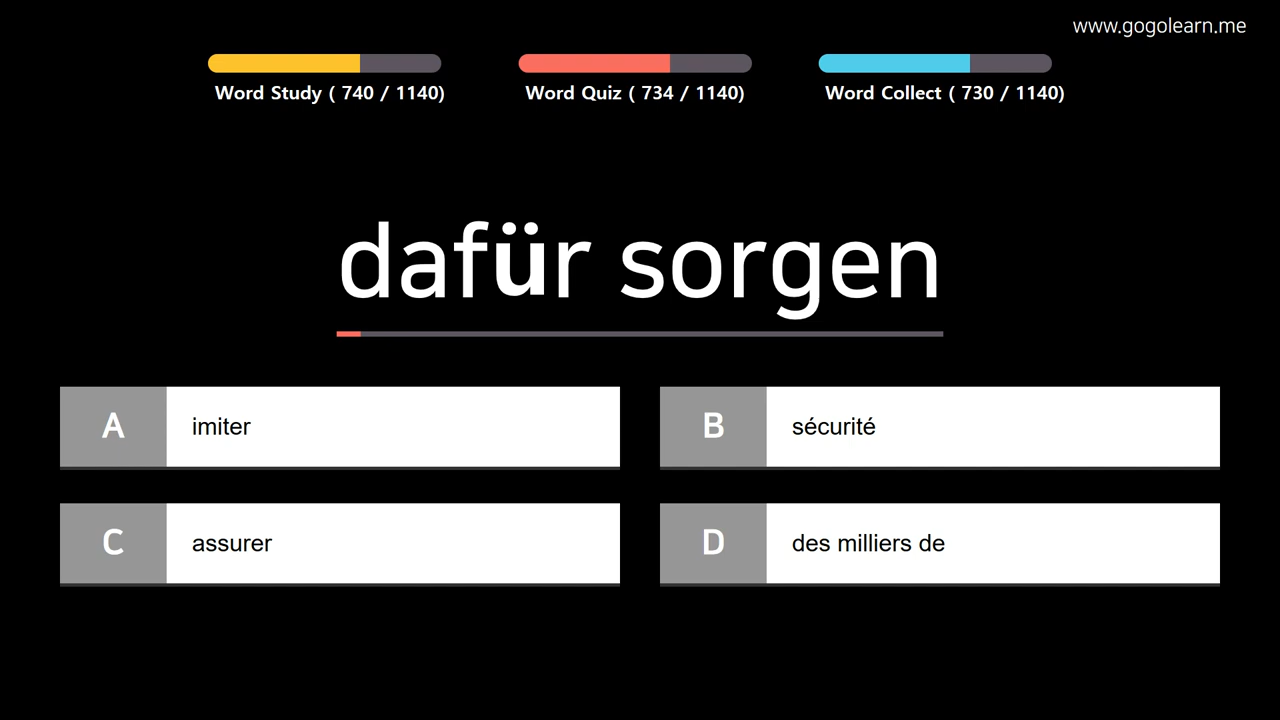 www.gogolearn.me
Word Study ( 740 / 1140)
Word Quiz ( 734 / 1140)
Word Collect ( 730 / 1140)
dafür sorgen
A imiter
B sécurité
C assurer
D des milliers de